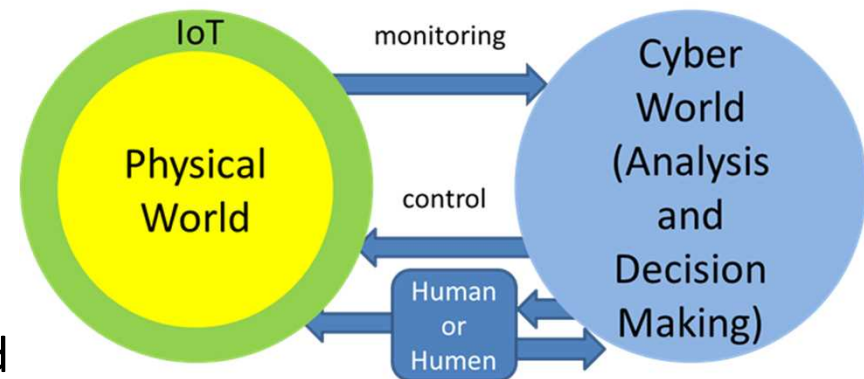 IoT
Physical
World
monitoring
control
Human
or
Humen
Cyber
World
(Analysis
and
Decision
Making)
d